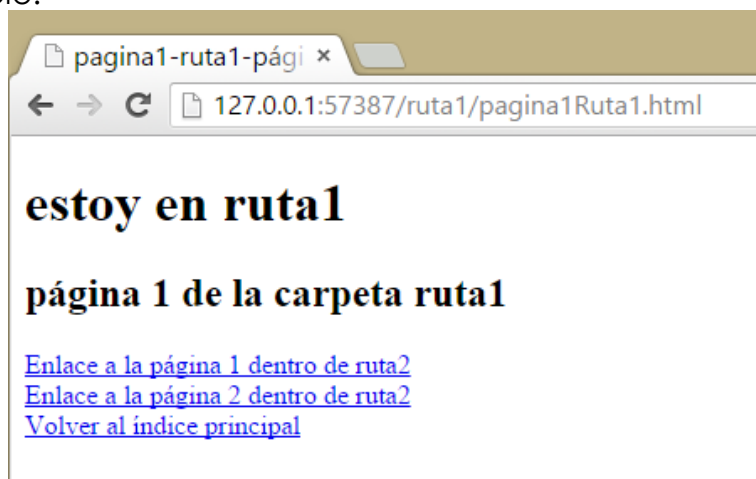 pagina1-ruta1-pági
127.0.0.1:57387/ruta1/pagina1Ruta1.html
estoy en ruta1
página 1 de la carpeta ruta1
Enlace a la página 1 dentro de ruta2
Enlace a la página 2 dentro de ruta2
Volver al índice principal